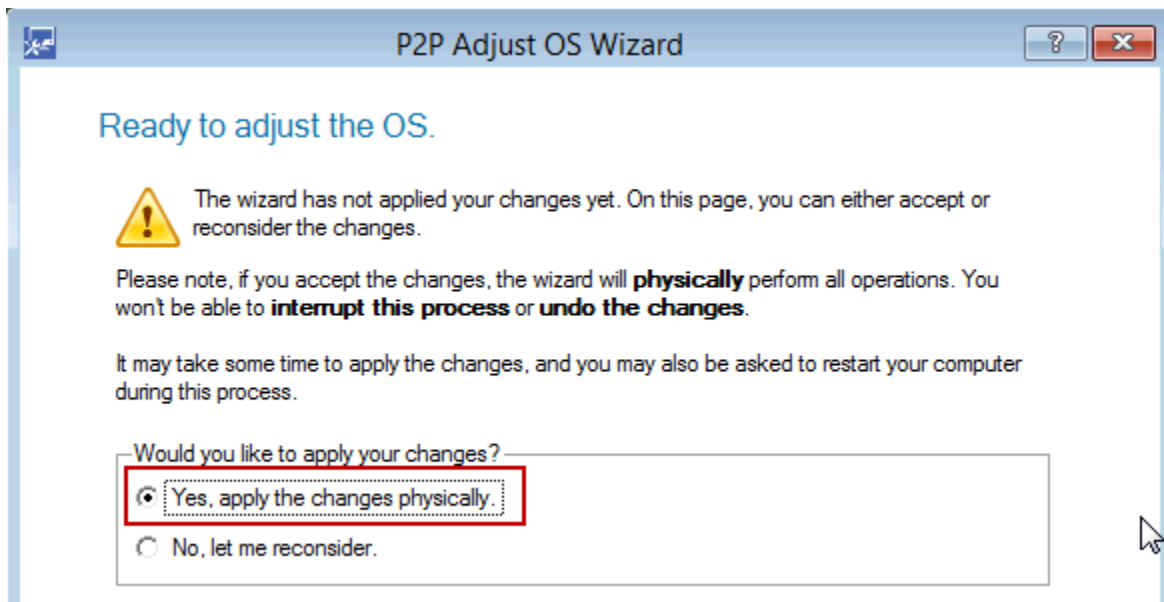 P2P Adjust OS Wizard
Ready to adjust the OS.
The wizard has not applied your changes yet. On this page, you can either accept or
reconsider the changes.
Please note, if you accept the changes, the wizard will physically perform all operations. You
won't be able to interrupt this process or undo the changes.
It may take some time to apply the changes, and you may also be asked to restart your computer
during this process.
Would you like to apply your changes?
Yes, apply the changes physically.
No, let me reconsider.